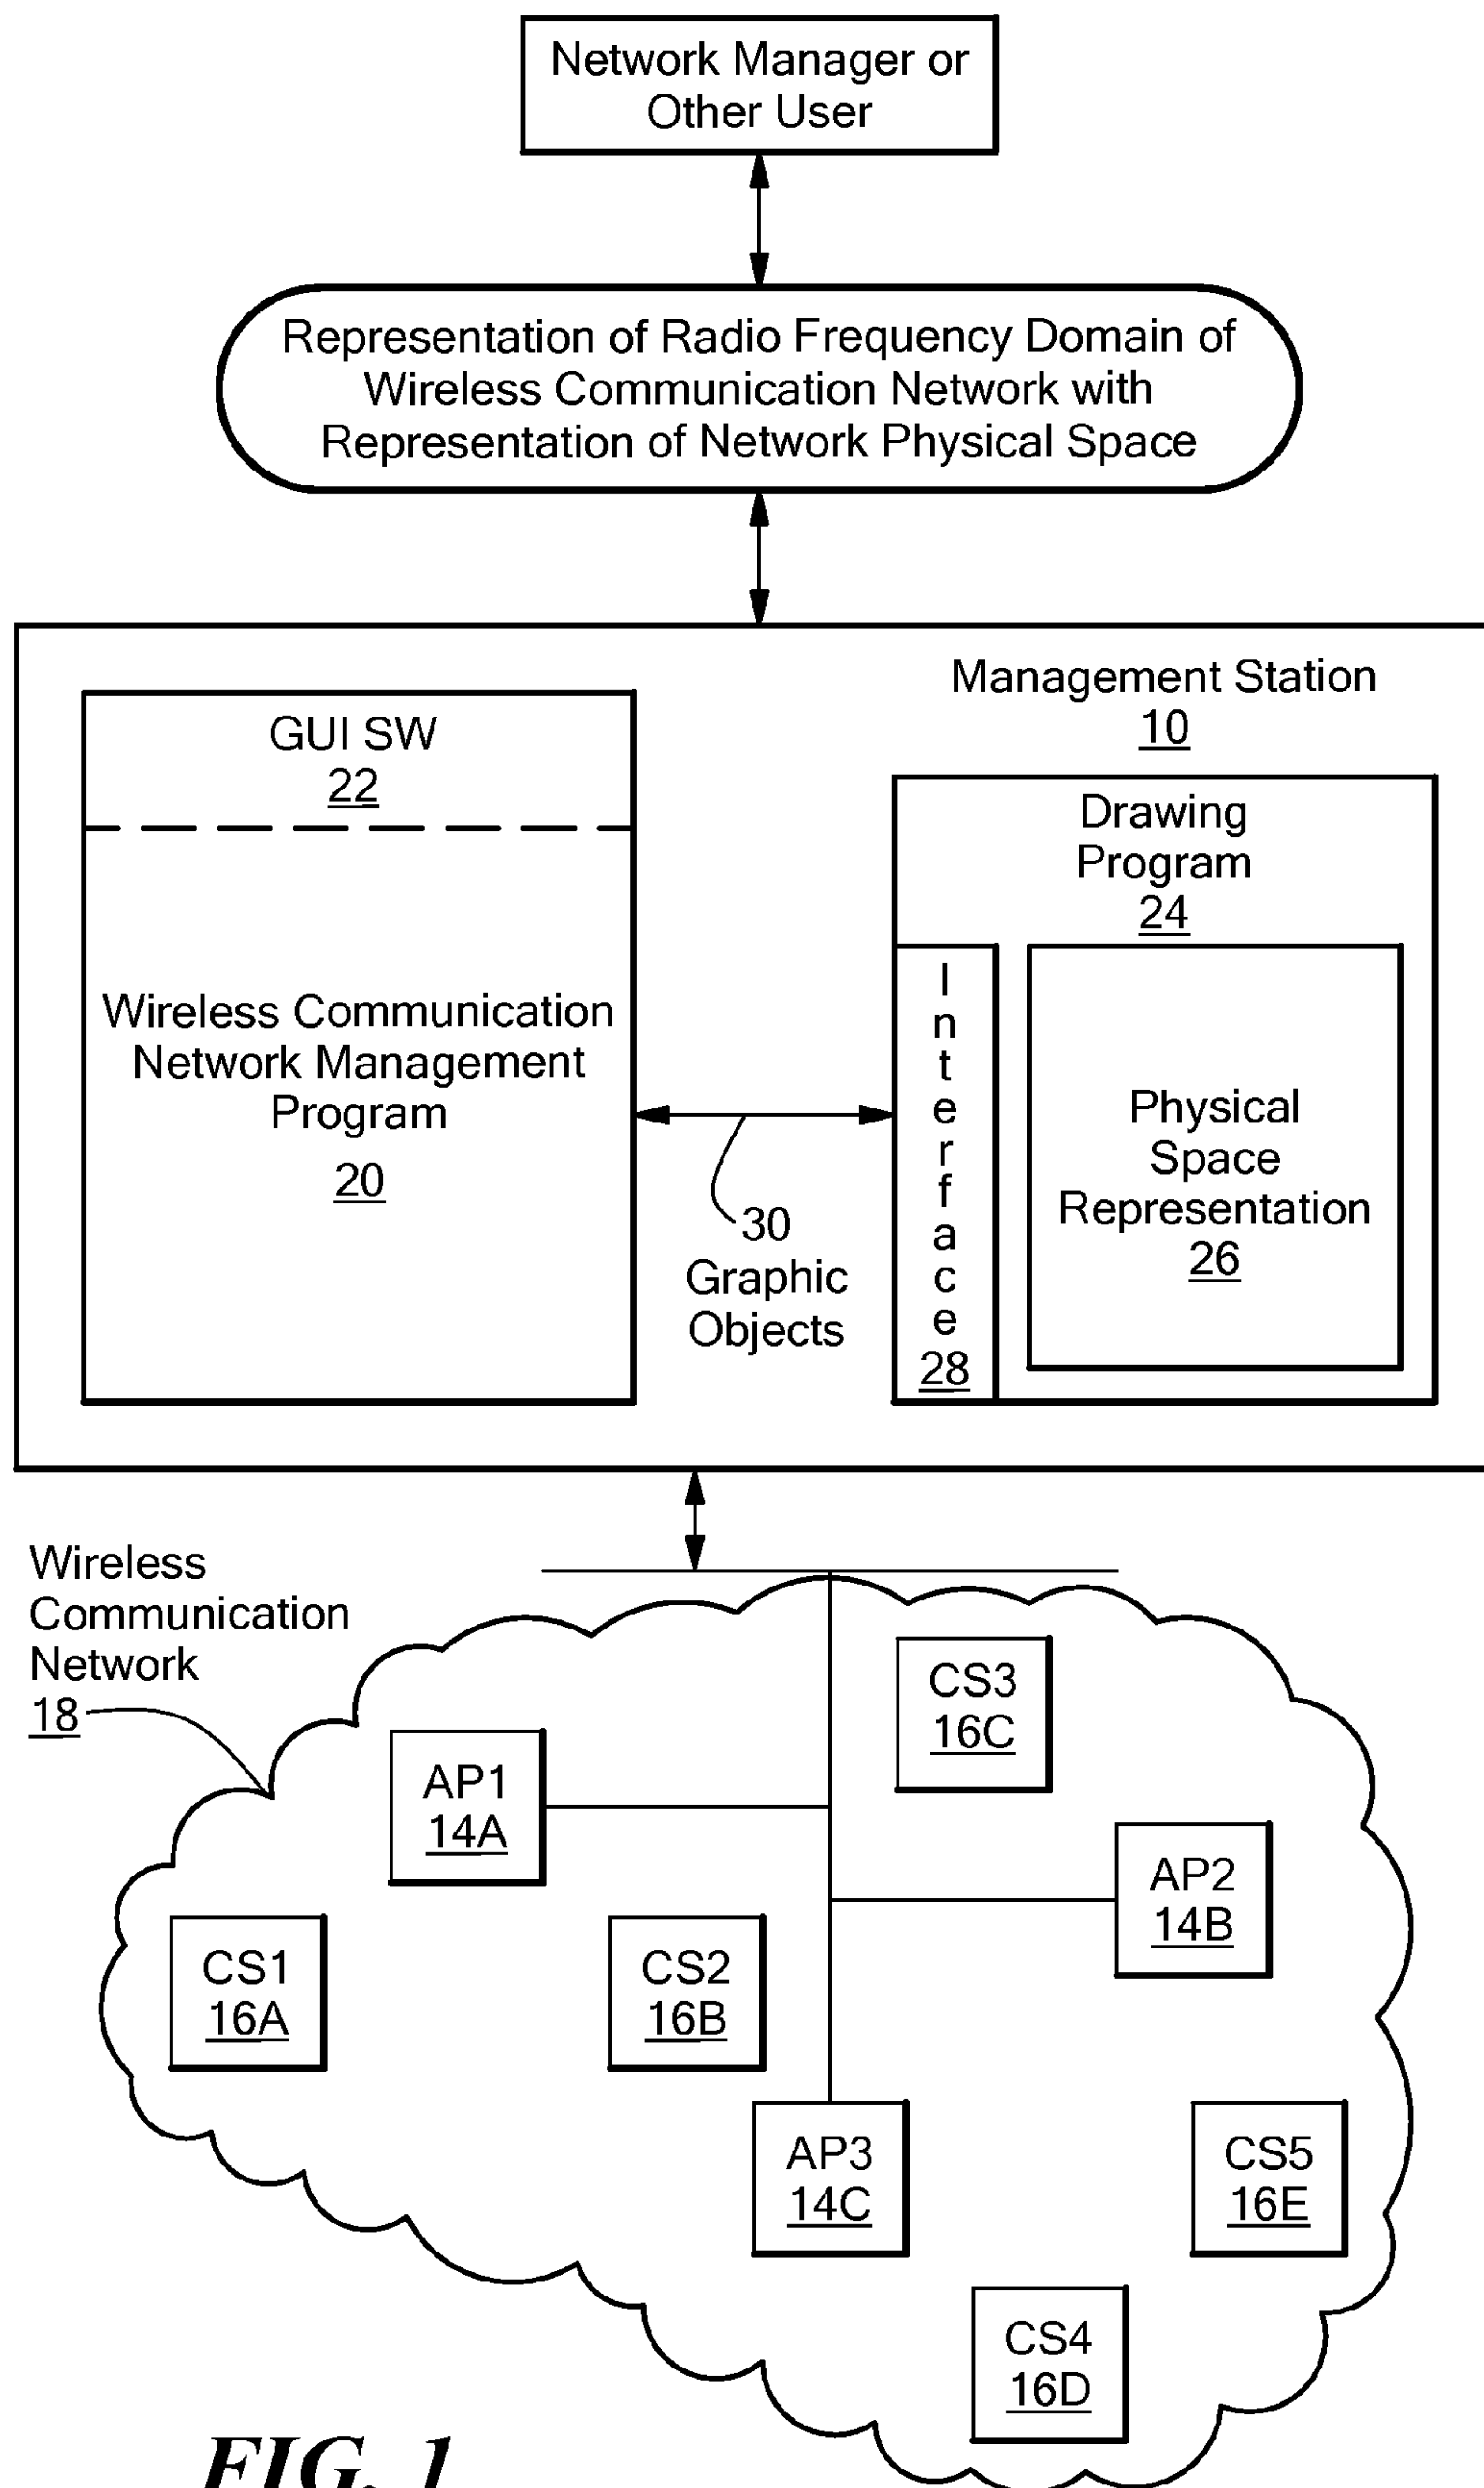 Network Manager or
Other User
Representation of Radio Frequency Domain of
Wireless Communication Network with
Representation of Network Physical Space
Management Station
10
GUI SW
22
Wireless Communication
Network Management
Program
20
30
Graphic
Objects
Drawing
Program
24
Interface
28
Physical
Space
Representation
26
Wireless
Communication
Network
18
CS3
16C
AP1
14A
AP2
14B
CS1
16A
CS2
16B
AP3
14C
CS5
16E
CS4
16D
FIG. 1